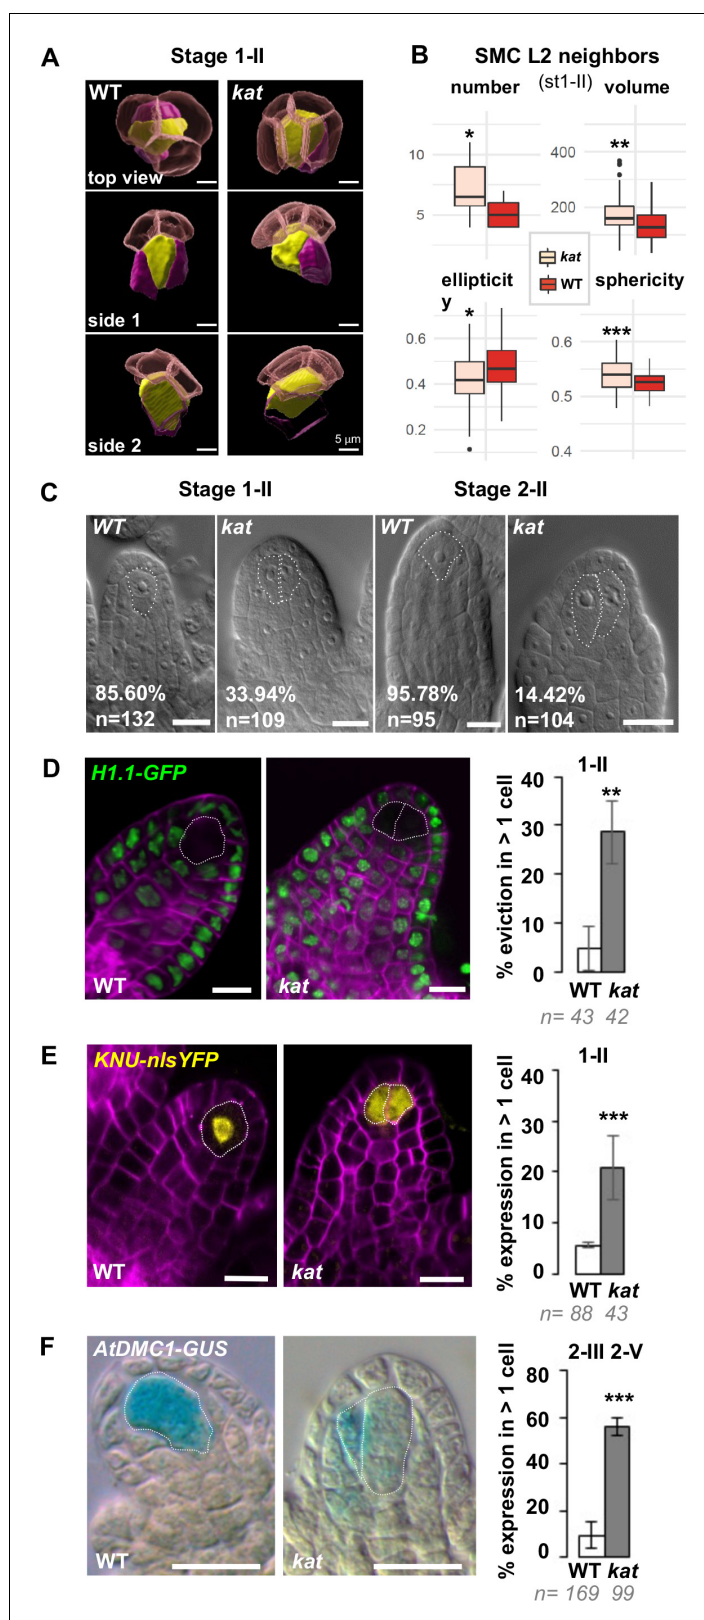 A
Stage 1-II
WT
kat
top view
side 1
side 2
5 µm
B
SMC L2 neighbors
(st1-II)
number
volume
*
**
10
5
400
200
kat
WT
ellipticit
y
sphericity
*
***
0.6
0.4
0.2
0.6
0.5
0.4
C
Stage 1-II
Stage 2-II
WT
kat
WT
kat
85.60%
n=132
33.94%
n=109
95.78%
n=95
14.42%
n=104
D
H1.1-GFP
WT
kat
1-II
% eviction in > 1 cell
40
30
20
10
0
**
WT kat
n= 43 42
E
KNU-nlsYFP
WT
kat
1-II
% expression in > 1 cell
40
30
20
10
0
***
WT kat
n= 88 43
F
AtDMC1-GUS
WT
kat
2-III 2-V
% expression in > 1 cell
80
60
40
20
0
***
WT kat
n= 169 99